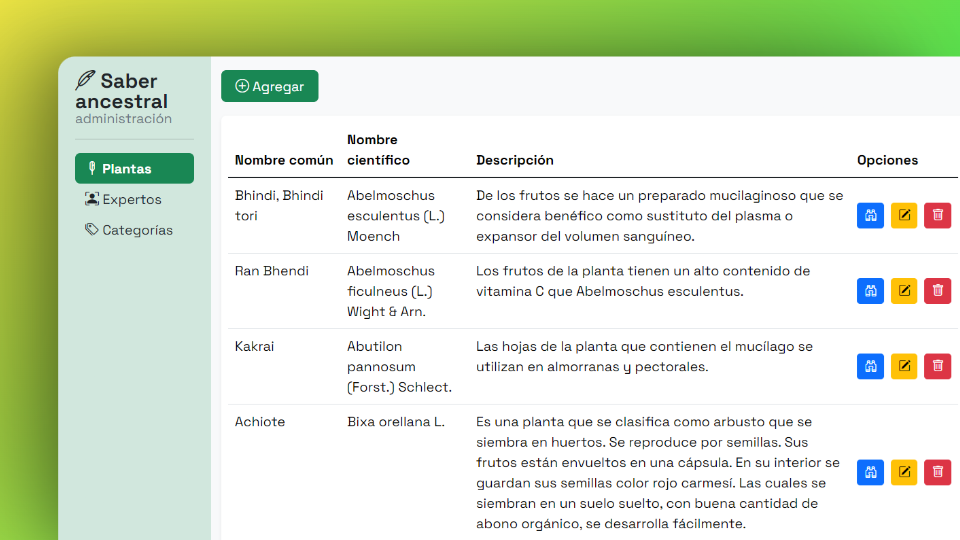 Saber
ancestral
administración
Plantas
Expertos
Categorías
Agregar
Nombre común
Nombre
científico
Descripción
Opciones
Bhindi, Bhindi
tori
Abelmoschus
esculentus (L.)
Moench
De los frutos se hace un preparado mucilaginoso que se
considera benéfico como sustituto del plasma o
expansor del volumen sanguíneo.
Ran Bhendi
Abelmoschus
ficulneus (L.)
Wight & Arn.
Los frutos de la planta tienen un alto contenido de
vitamina C que Abelmoschus esculentus.
Kakrai
Abutilon
pannosum
(Forst.) Schlect.
Las hojas de la planta que contienen el mucílago se
utilizan en almorranas y pectorales.
Achiote
Bixa orellana L.
Es una planta que se clasifica como arbusto que se
siembra en huertos. Se reproduce por semillas. Sus
frutos están envueltos en una cápsula. En su interior se
guardan sus semillas color rojo carmesí. Las cuales se
siembran en un suelo suelto, con buena cantidad de
abono orgánico, se desarrolla fácilmente.